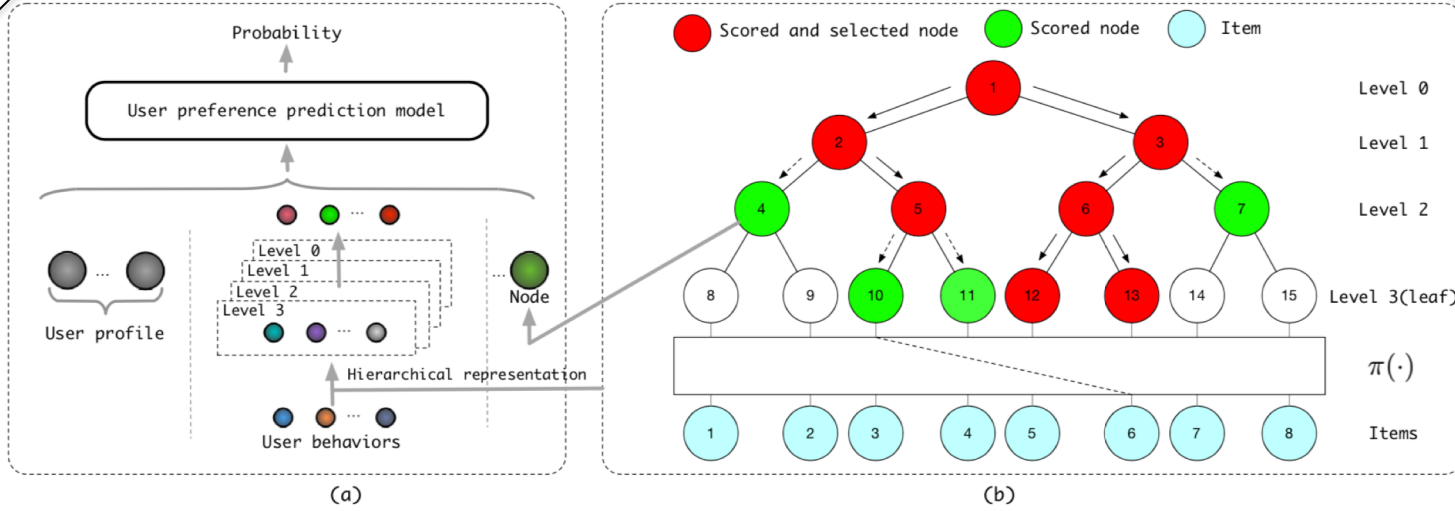 Probability
User preference prediction model
...
Level 0
Level 1
Level 2
Level 3
...
...
...
User profile
Node
Hierarchical representation
...
User behaviors
(a)
Scored and selected node
Scored node
Item
1
Level 0
2
3
Level 1
4
5
6
7
Level 2
8
9
10
11
12
13
14
15
Level 3(leaf)
π(·)
1
2
3
4
5
6
7
8
Items
(b)